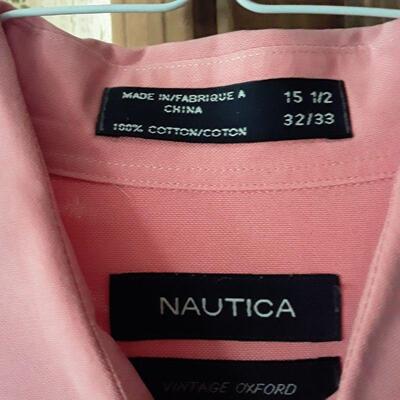 MADE IN/FABRIQUE A
CHINA
100% COTTON/COTON
15 1/2
32/33
NAUTICA
VINTAGE OXFORD